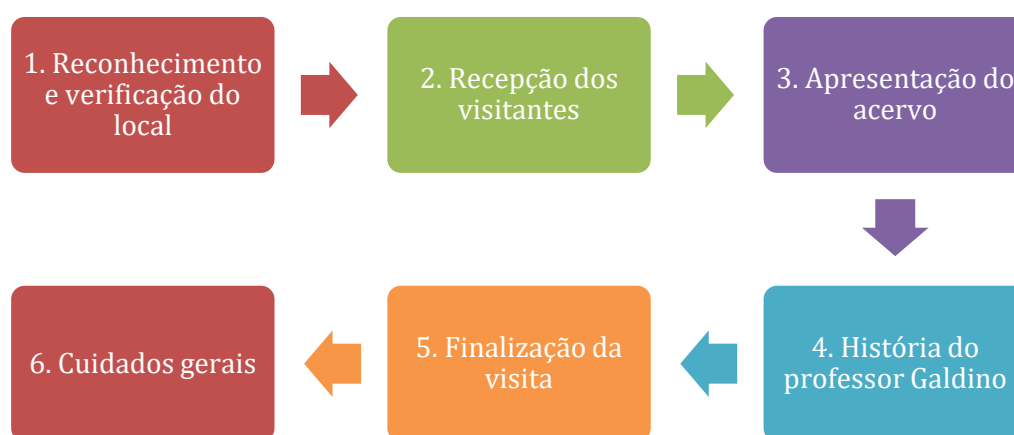 1. Reconhecimento
e verificação do
local
2. Recepção dos
visitantes
3. Apresentação do
acervo
4. História do
professor Galdino
5. Finalização da
visita
6. Cuidados gerais